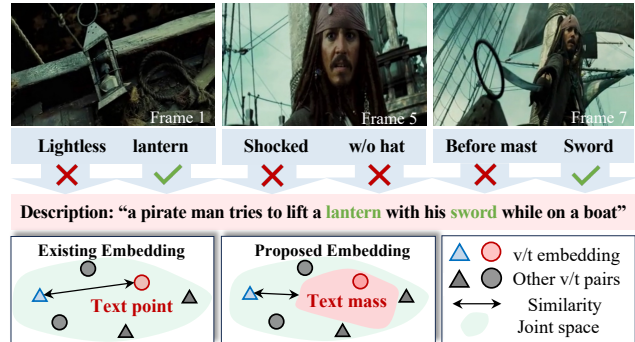 Frame 1
Frame 5
Frame 7
Lightless lantern
Shocked w/o hat
Before mast Sword
Description: “a pirate man tries to lift a lantern with his sword while on a boat”
Existing Embedding
Text point
Proposed Embedding
Text mass
v/t embedding
Other v/t pairs
Similarity
Joint space